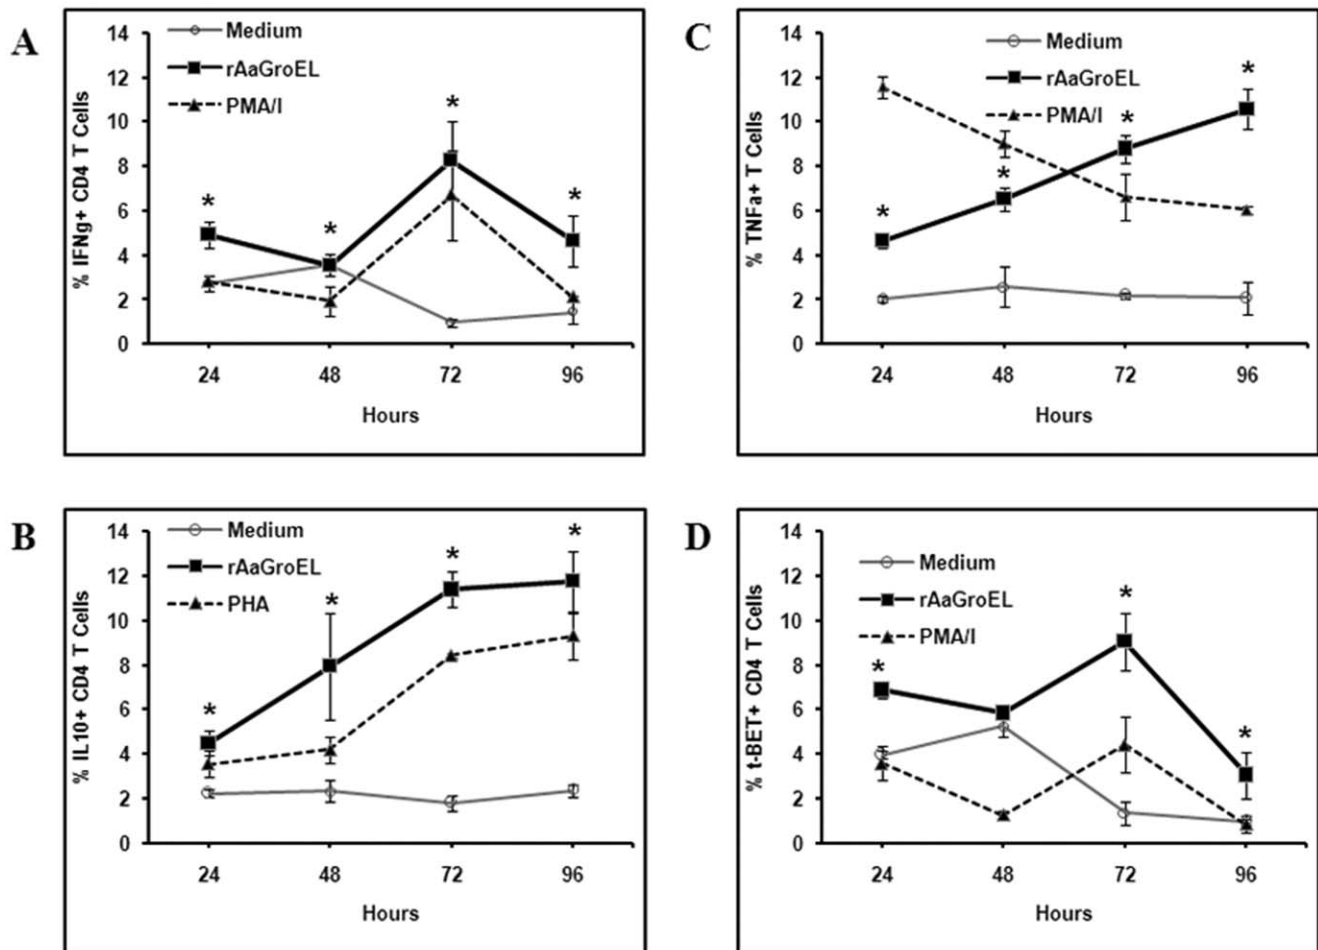 A
14
12
10
8
6
4
2
0
% IFNg+ CD4 T Cells
Medium
rAaGroEL
PMA/I
* * * *
24 48 72 96
Hours
C
14
12
10
8
6
4
2
0
% TNFa+ T Cells
Medium
rAaGroEL
PMA/I
* * * *
24 48 72 96
Hours
B
14
12
10
8
6
4
2
0
% IL10+ CD4 T Cells
Medium
rAaGroEL
PHA
* * * *
24 48 72 96
Hours
D
14
12
10
8
6
4
2
0
% t-BET+ CD4 T Cells
Medium
rAaGroEL
PMA/I
* * *
24 48 72 96
Hours